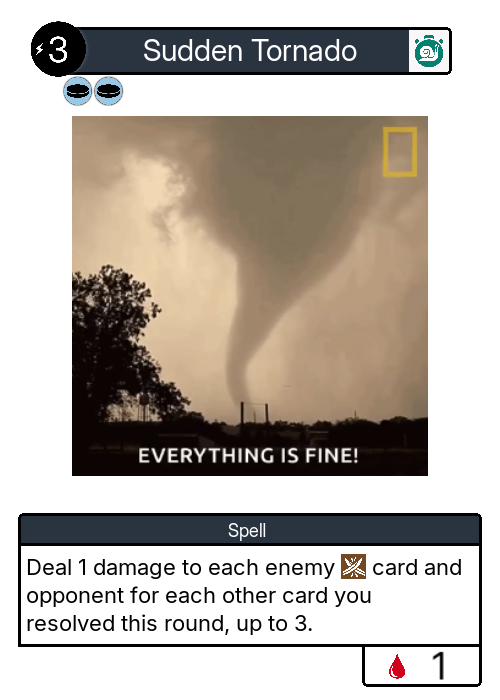 3
Sudden Tornado
EVERYTHING IS FINE!
Spell
Deal 1 damage to each enemy card and
opponent for each other card you
resolved this round, up to 3.
1